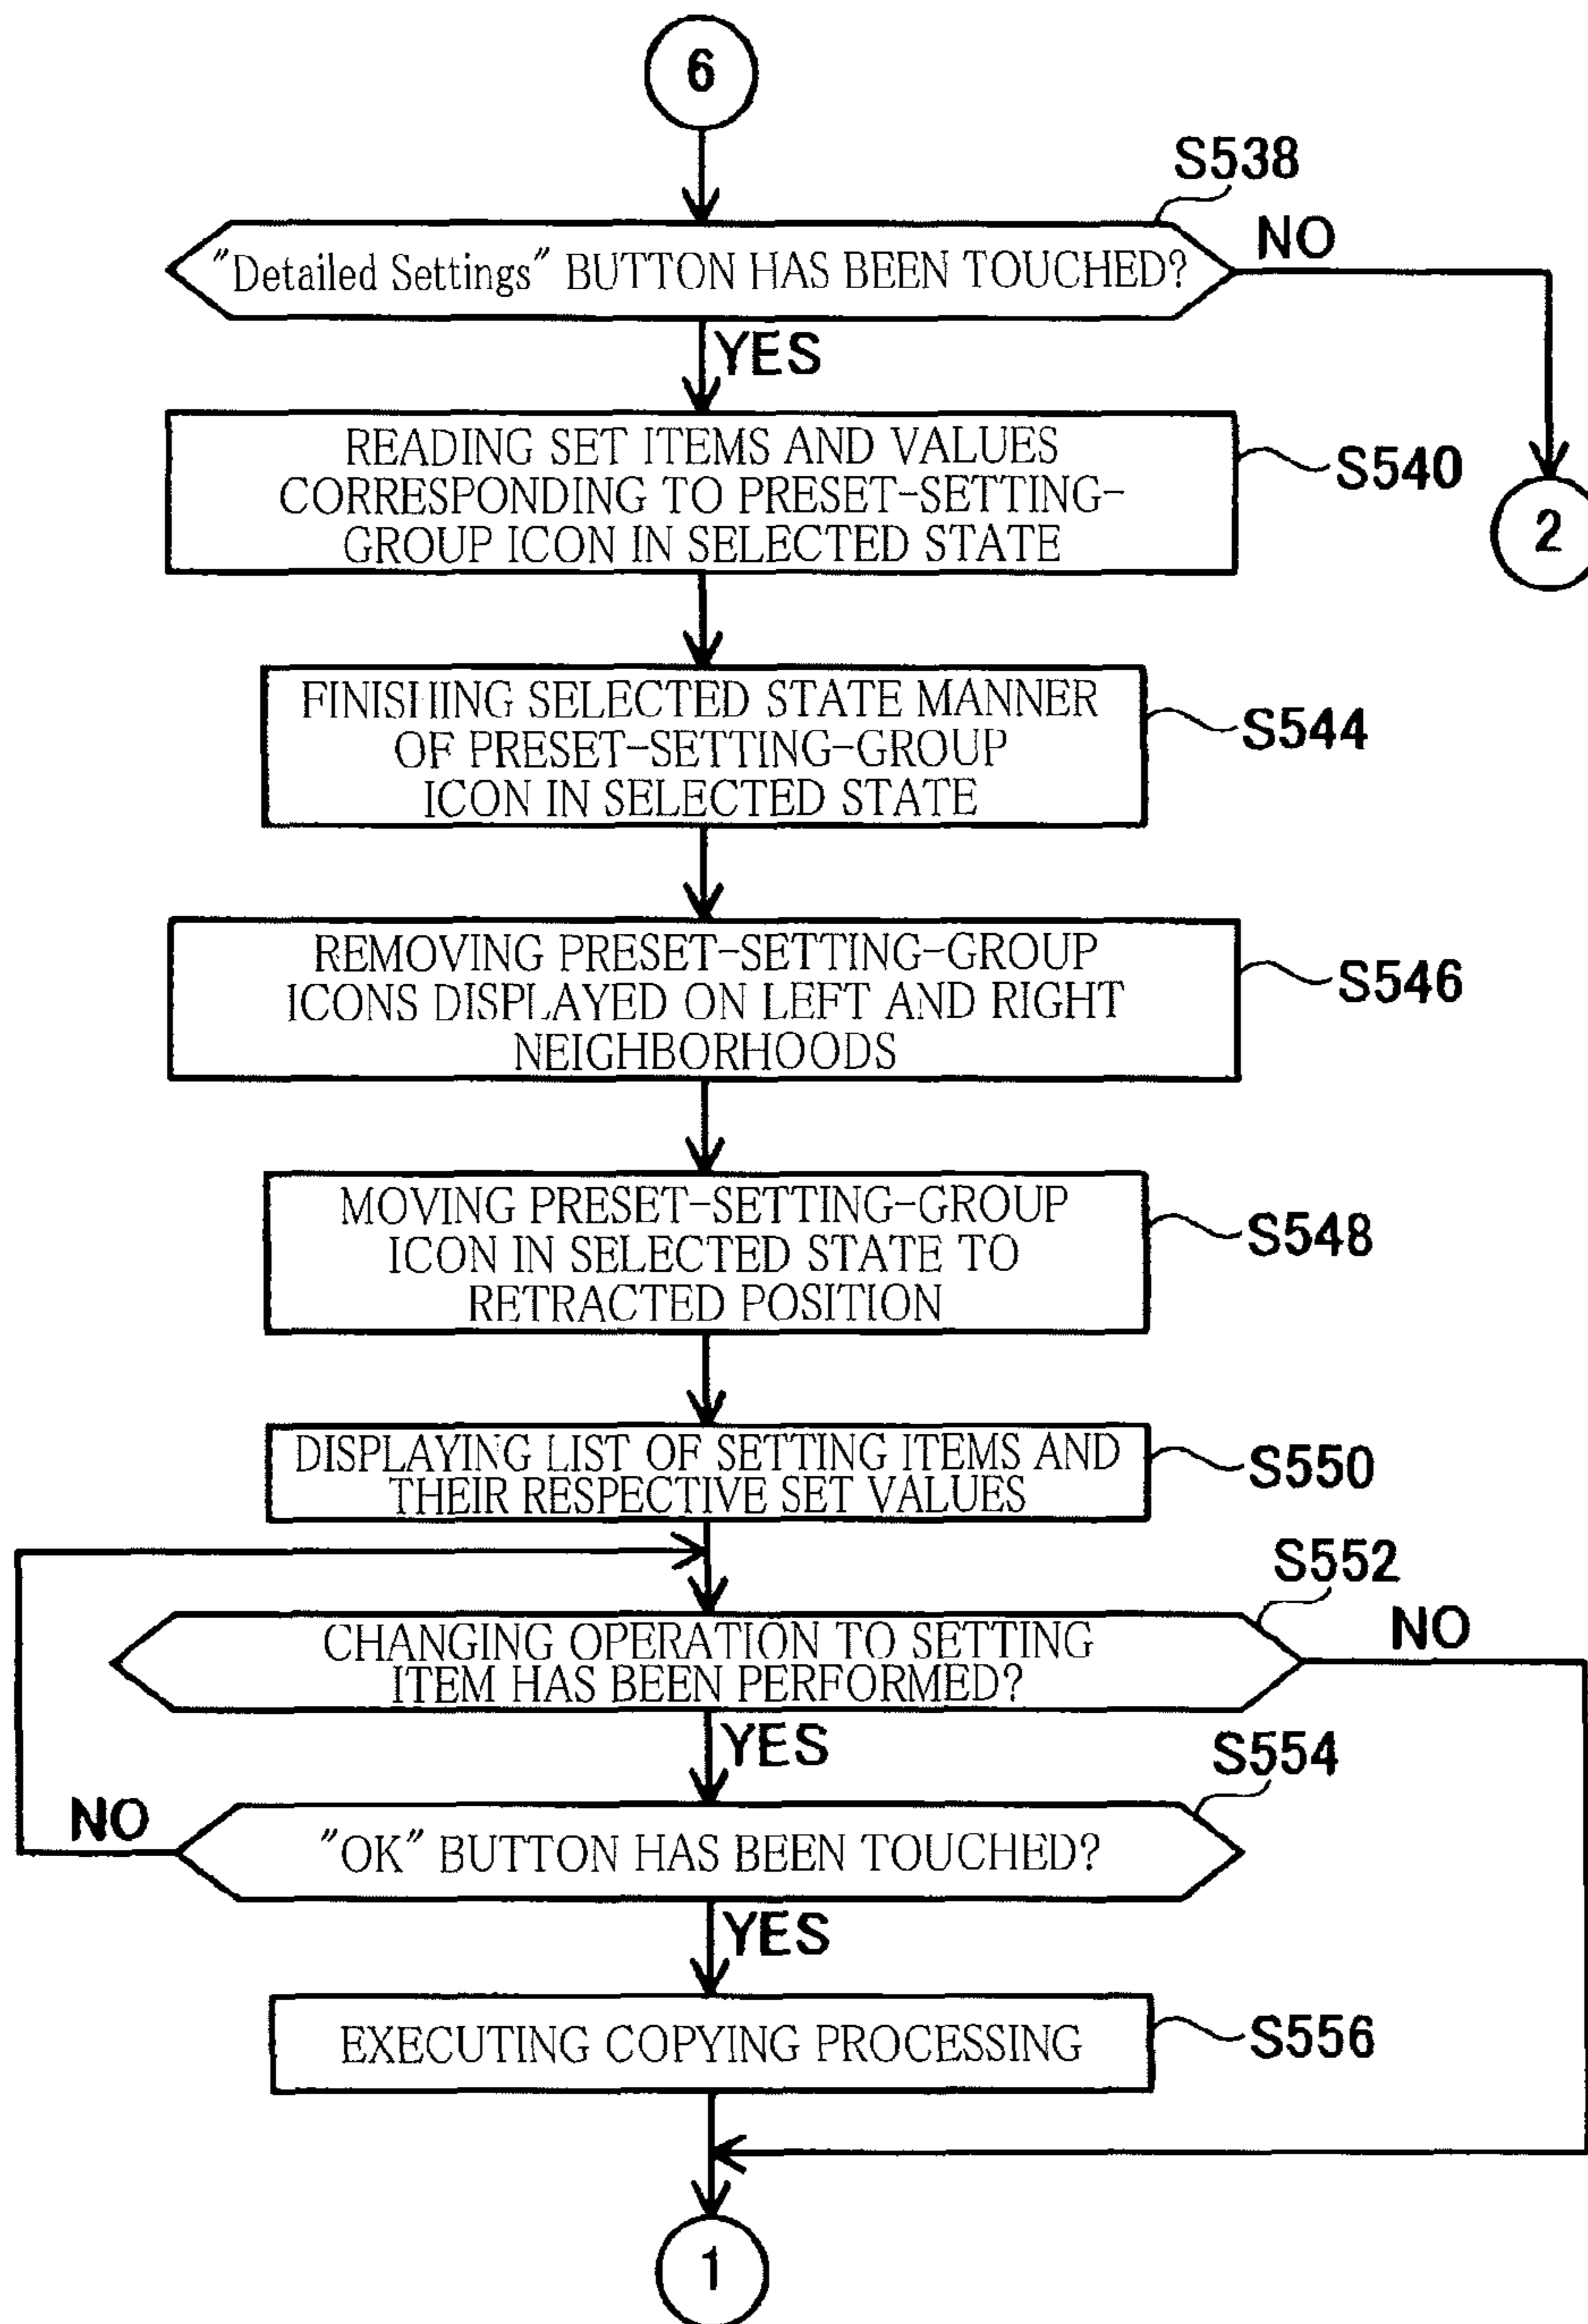 6
S538
"Detailed Settings" BUTTON HAS BEEN TOUCHED?
NO
YES
READING SET ITEMS AND VALUES
CORRESPONDING TO PRESET-SETTING-
GROUP ICON IN SELECTED STATE
S540
2
FINISHING SELECTED STATE MANNER
OF PRESET-SETTING-GROUP
ICON IN SELECTED STATE
S544
REMOVING PRESET-SETTING-GROUP
ICONS DISPLAYED ON LEFT AND RIGHT
NEIGHBORHOODS
S546
MOVING PRESET-SETTING-GROUP
ICON IN SELECTED STATE TO
RETRACTED POSITION
S548
DISPLAYING LIST OF SETTING ITEMS AND
THEIR RESPECTIVE SET VALUES
S550
S552
CHANGING OPERATION TO SETTING
ITEM HAS BEEN PERFORMED?
NO
YES
S554
NO
"OK" BUTTON HAS BEEN TOUCHED?
YES
EXECUTING COPYING PROCESSING
S556
1